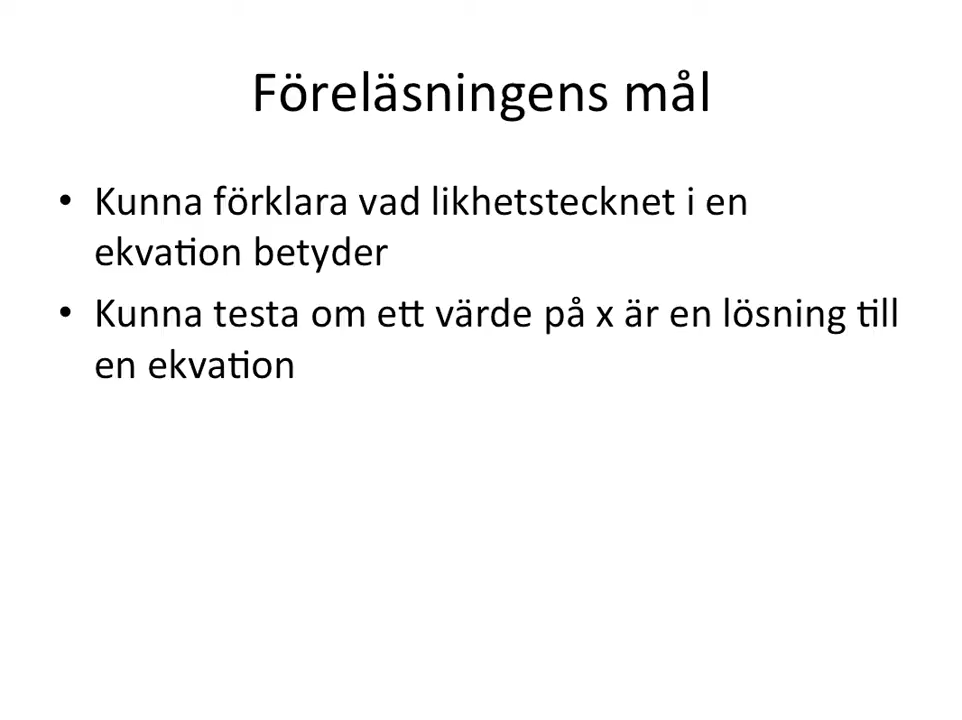 Föreläsningens mål
• Kunna förklara vad likhetstecknet i en
ekvation betyder
• Kunna testa om ett värde på x är en lösning till
en ekvation